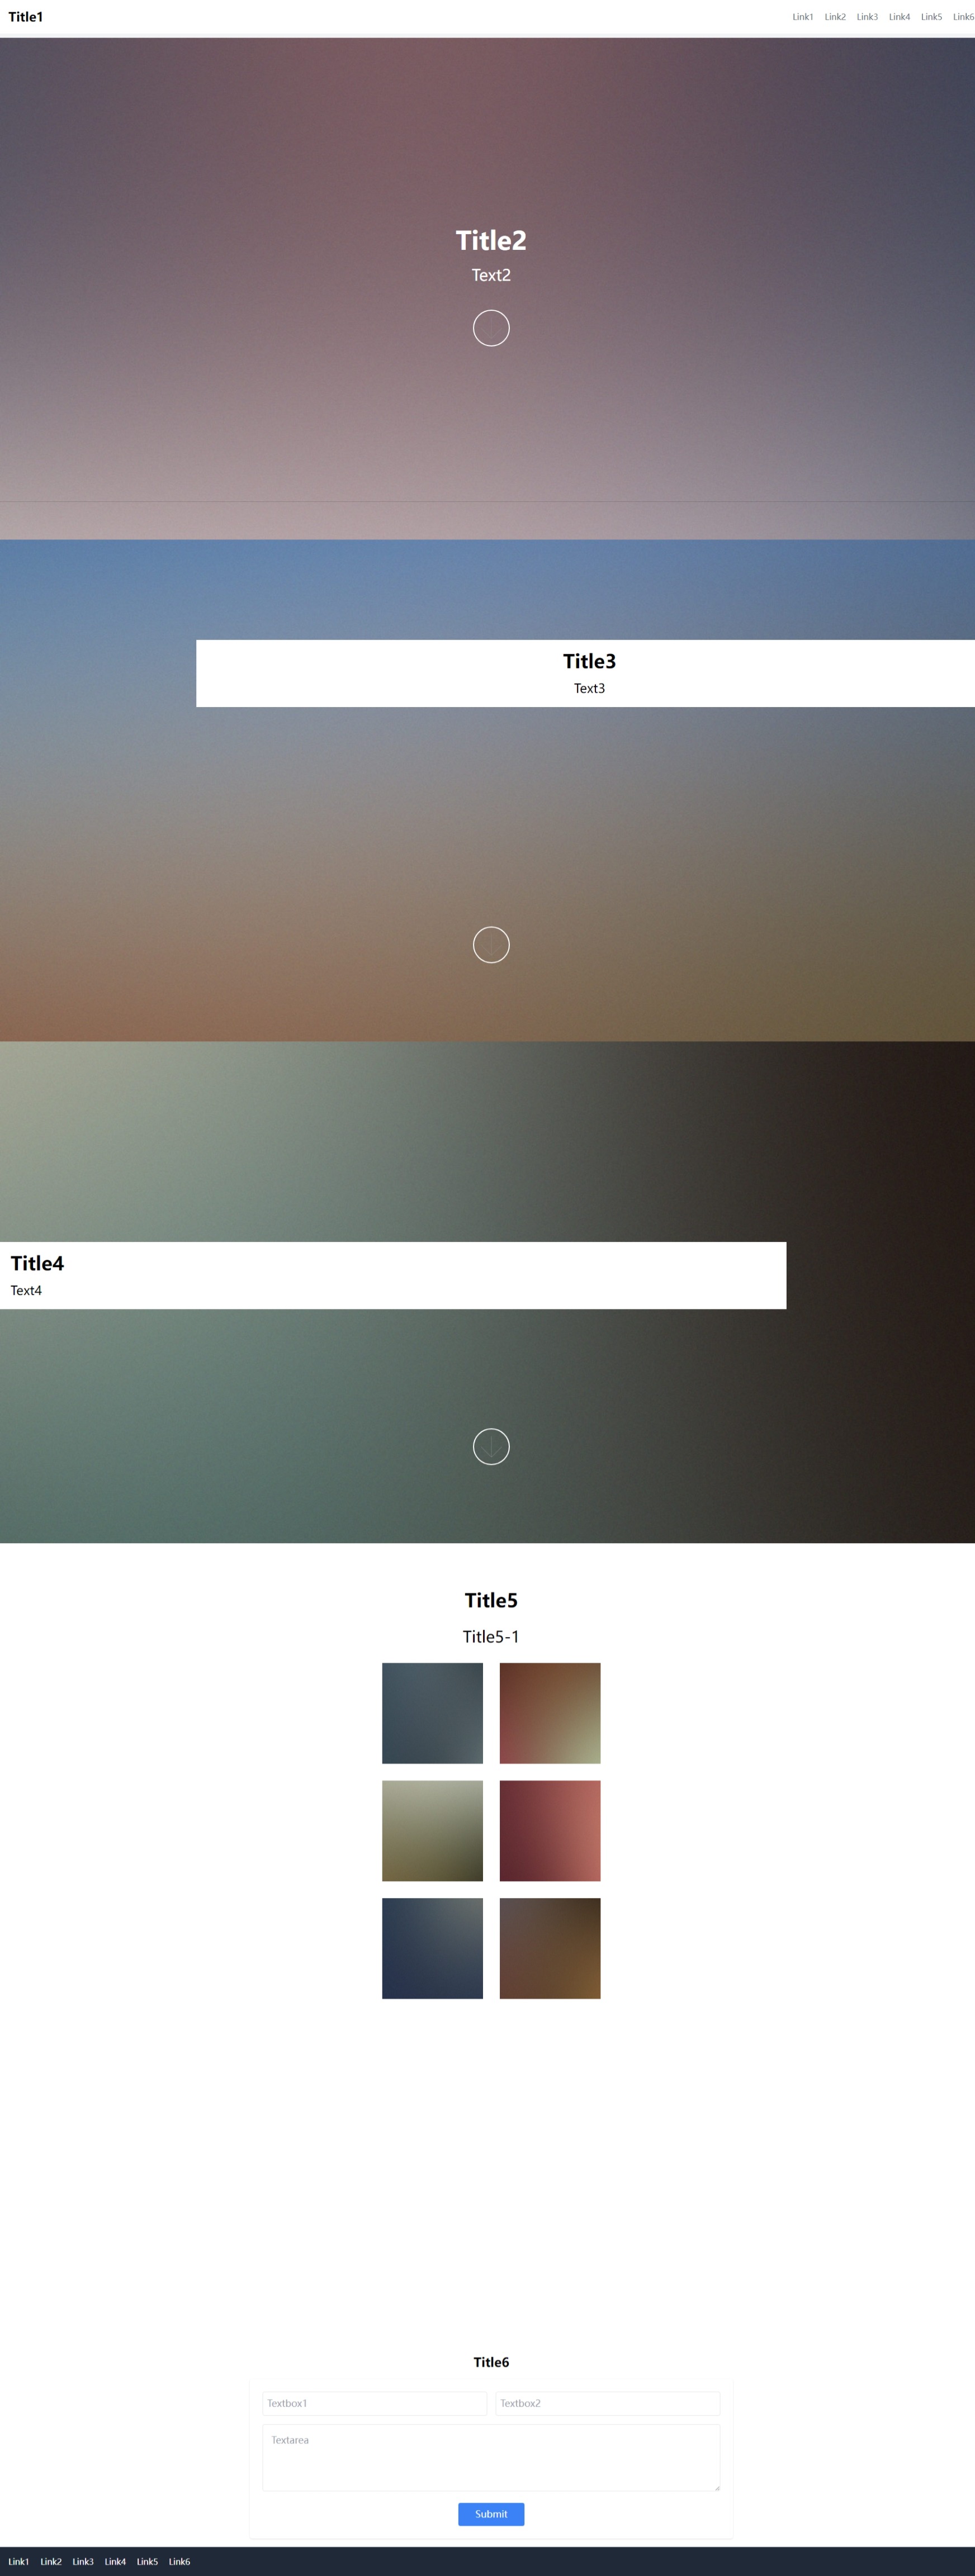 Title1
Link1 Link2 Link3 Link4 Link5 Link6
Title2
Text2
Title3
Text3
Title4
Text4
Title5
Title5-1
Title6
Textbox1 Textbox2
Textarea
Submit
Link1 Link2 Link3 Link4 Link5 Link6